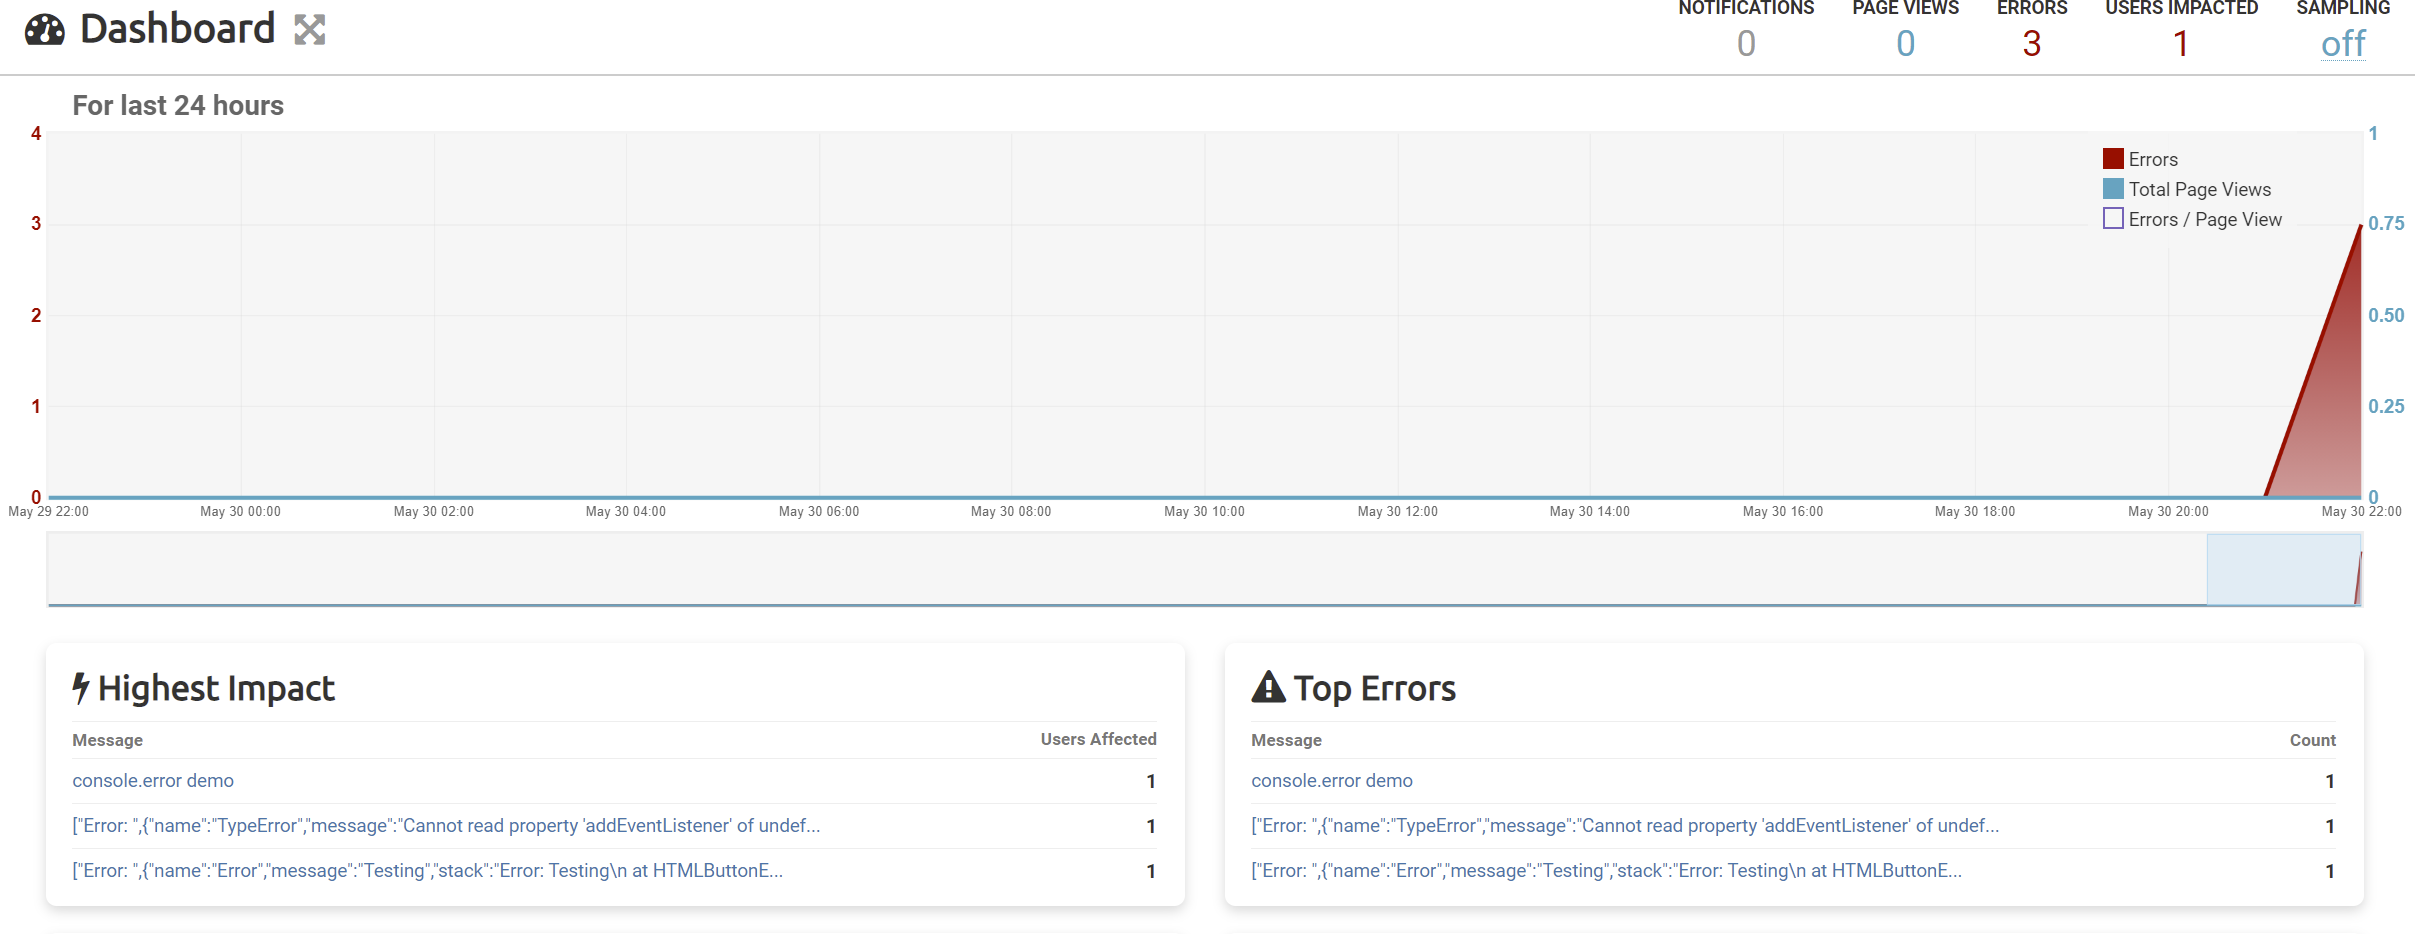 Dashboard
NOTIFICATIONS PAGE VIEWS ERRORS USERS IMPACTED SAMPLING
0 0 3 1 off
For last 24 hours
4 1
Errors
Total Page Views
Errors / Page View
3 0.75
2 0.50
1 0.25
0 0
May 29 22:00 May 30 00:00 May 30 02:00 May 30 04:00 May 30 06:00 May 30 08:00 May 30 10:00 May 30 12:00 May 30 14:00 May 30 16:00 May 30 18:00 May 30 20:00 May 30 22:00
Highest Impact
Message Users Affected
console.error demo 1
["Error: ",{"name":"TypeError","message":"Cannot read property 'addEventListener' of undef... 1
["Error: ",{"name":"Error","message":"Testing","stack":"Error: Testing\n at HTMLButtonE... 1
Top Errors
Message Count
console.error demo 1
["Error: ",{"name":"TypeError","message":"Cannot read property 'addEventListener' of undef... 1
["Error: ",{"name":"Error","message":"Testing","stack":"Error: Testing\n at HTMLButtonE... 1